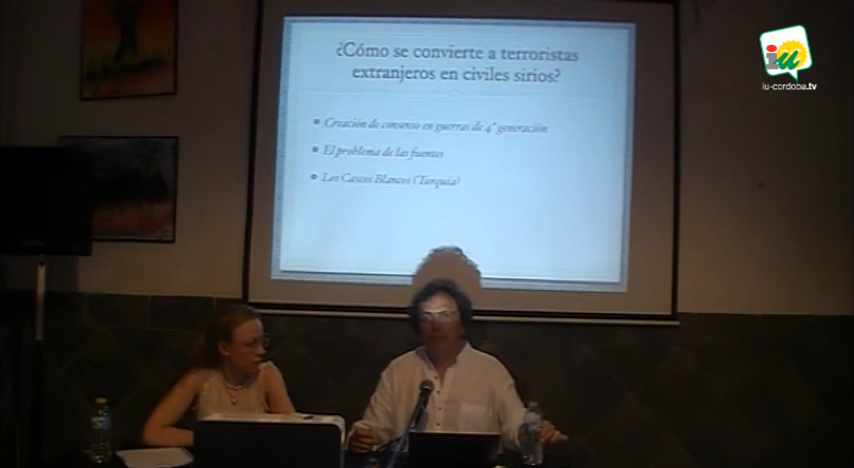 ¿Cómo se convierte a terroristas
extranjeros en civiles sirios?
Creación de consenso en guerras de 4ª generación
El problema de las fuentes
Los Cascos Blancos (Turquía)
iu
iu-cordoba.tv